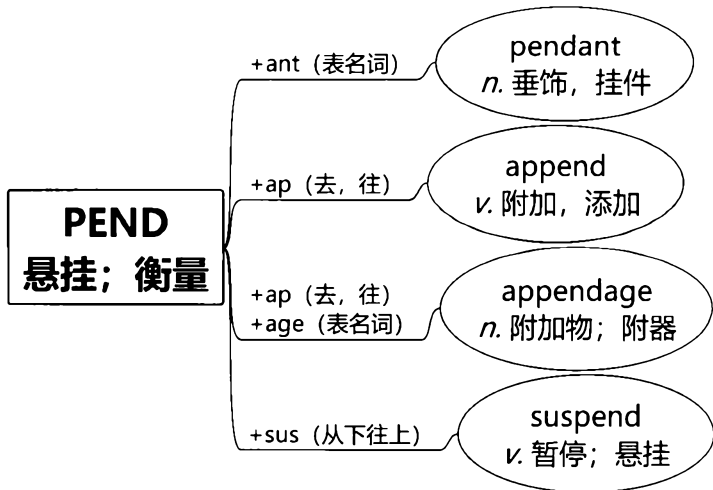 PEND
悬挂；衡量
+ant（表名词）
pendant
n. 垂饰，挂件
+ap（去，往）
append
v. 附加，添加
+ap（去，往）
+age（表名词）
appendage
n. 附加物；附器
+sus（从下往上）
suspend
v. 暂停；悬挂